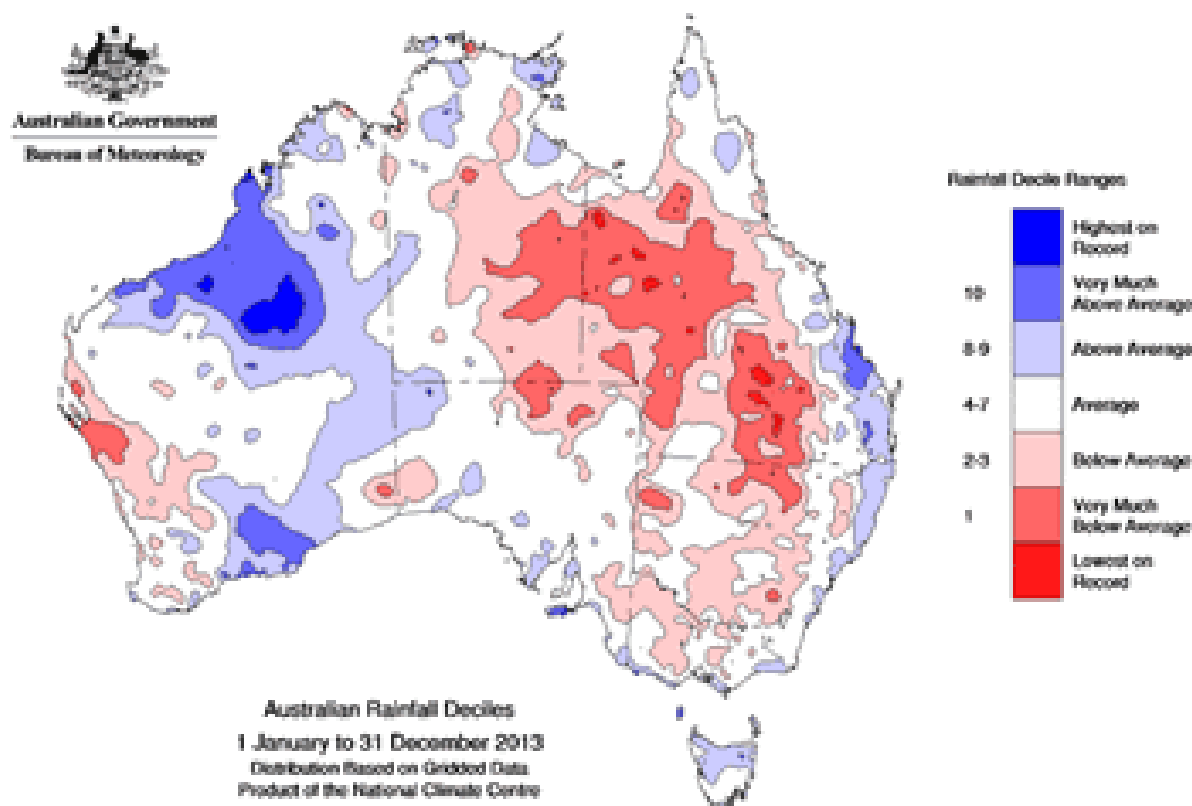 Australian Government
Bureau of Meteorology
Rainfall Decile Ranges
Highest on
Record
10
Very Much
Above Average
8-9
Above Average
4-7
Average
2-3
Below Average
1
Very Much
Below Average
Lowest on
Record
Australian Rainfall Deciles
1 January to 31 December 2013
Distribution Based on Gridded Data
Product of the National Climate Centre